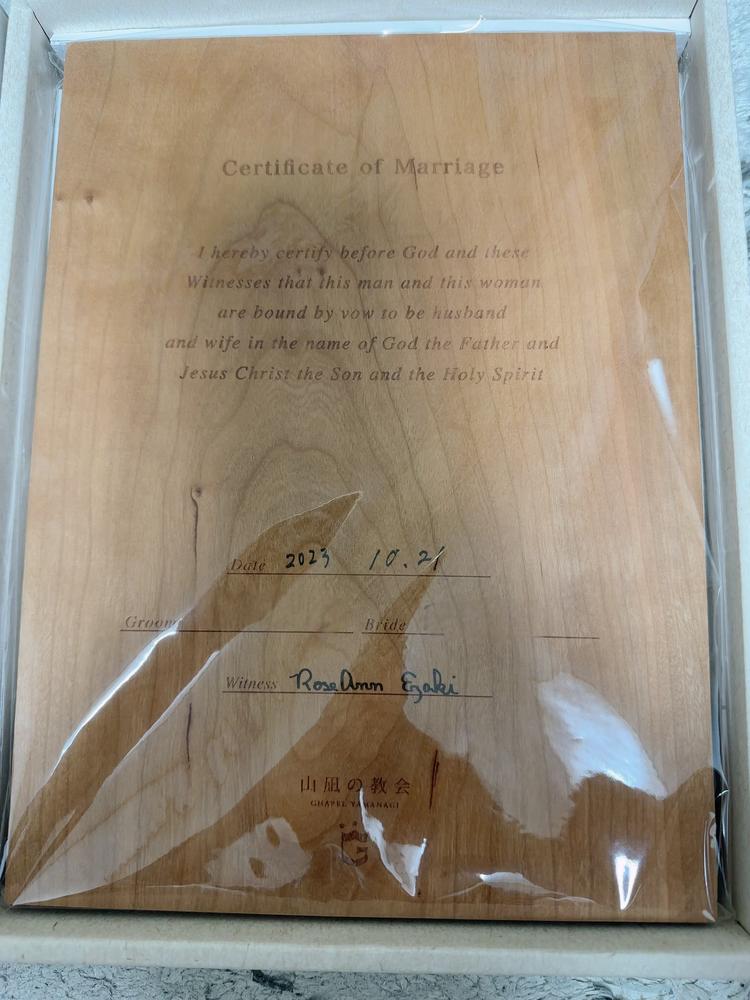 Certificate of Marriage
I hereby certify before God and these
Witnesses that this man and this woman
are bound by vow to be husband
and wife in the name of God the Father and
Jesus Christ the Son and the Holy Spirit
Date 2023 10.21
Groom Bride
Witness RoseAnn Ezaki
山凪の教会
CHAPEL YAMANAGI